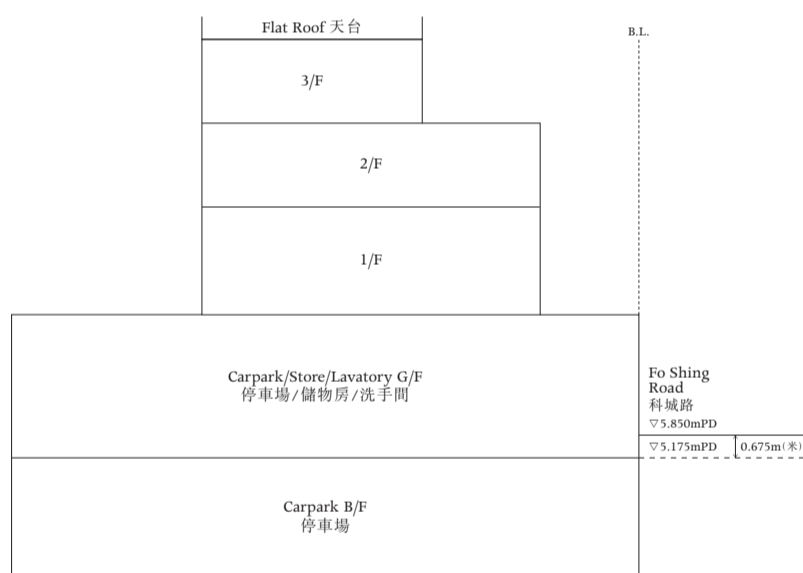 Flat Roof 天台
B.L.
3/F
2/F
1/F
Carpark/Store/Lavatory G/F
停車場/儲物房/洗手間
Fo Shing
Road
科城路
▽5.850mPD
▽5.175mPD
0.675m(米)
Carpark B/F
停車場